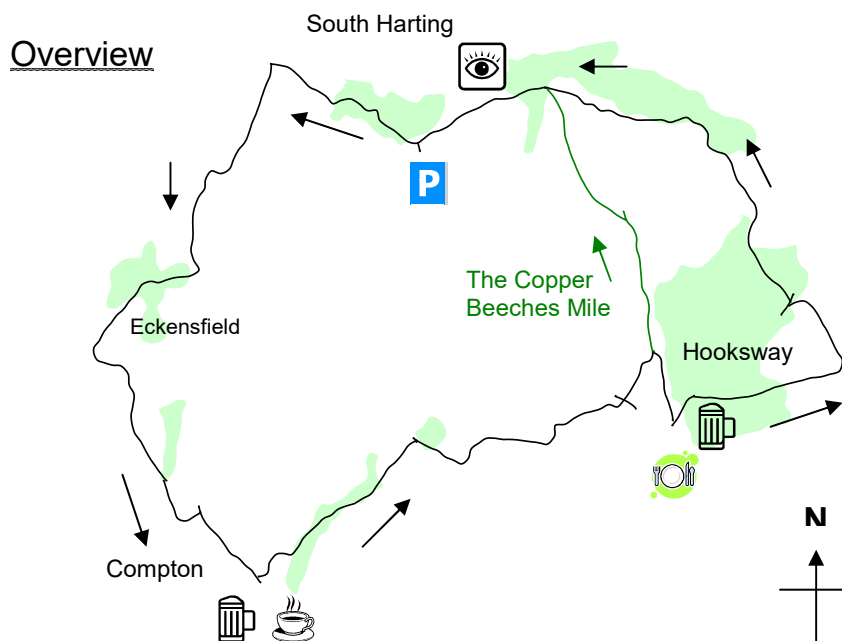 South Harting
Overview
P
The Copper
Beeches Mile
Eckensfield
Hooksway
N
Compton